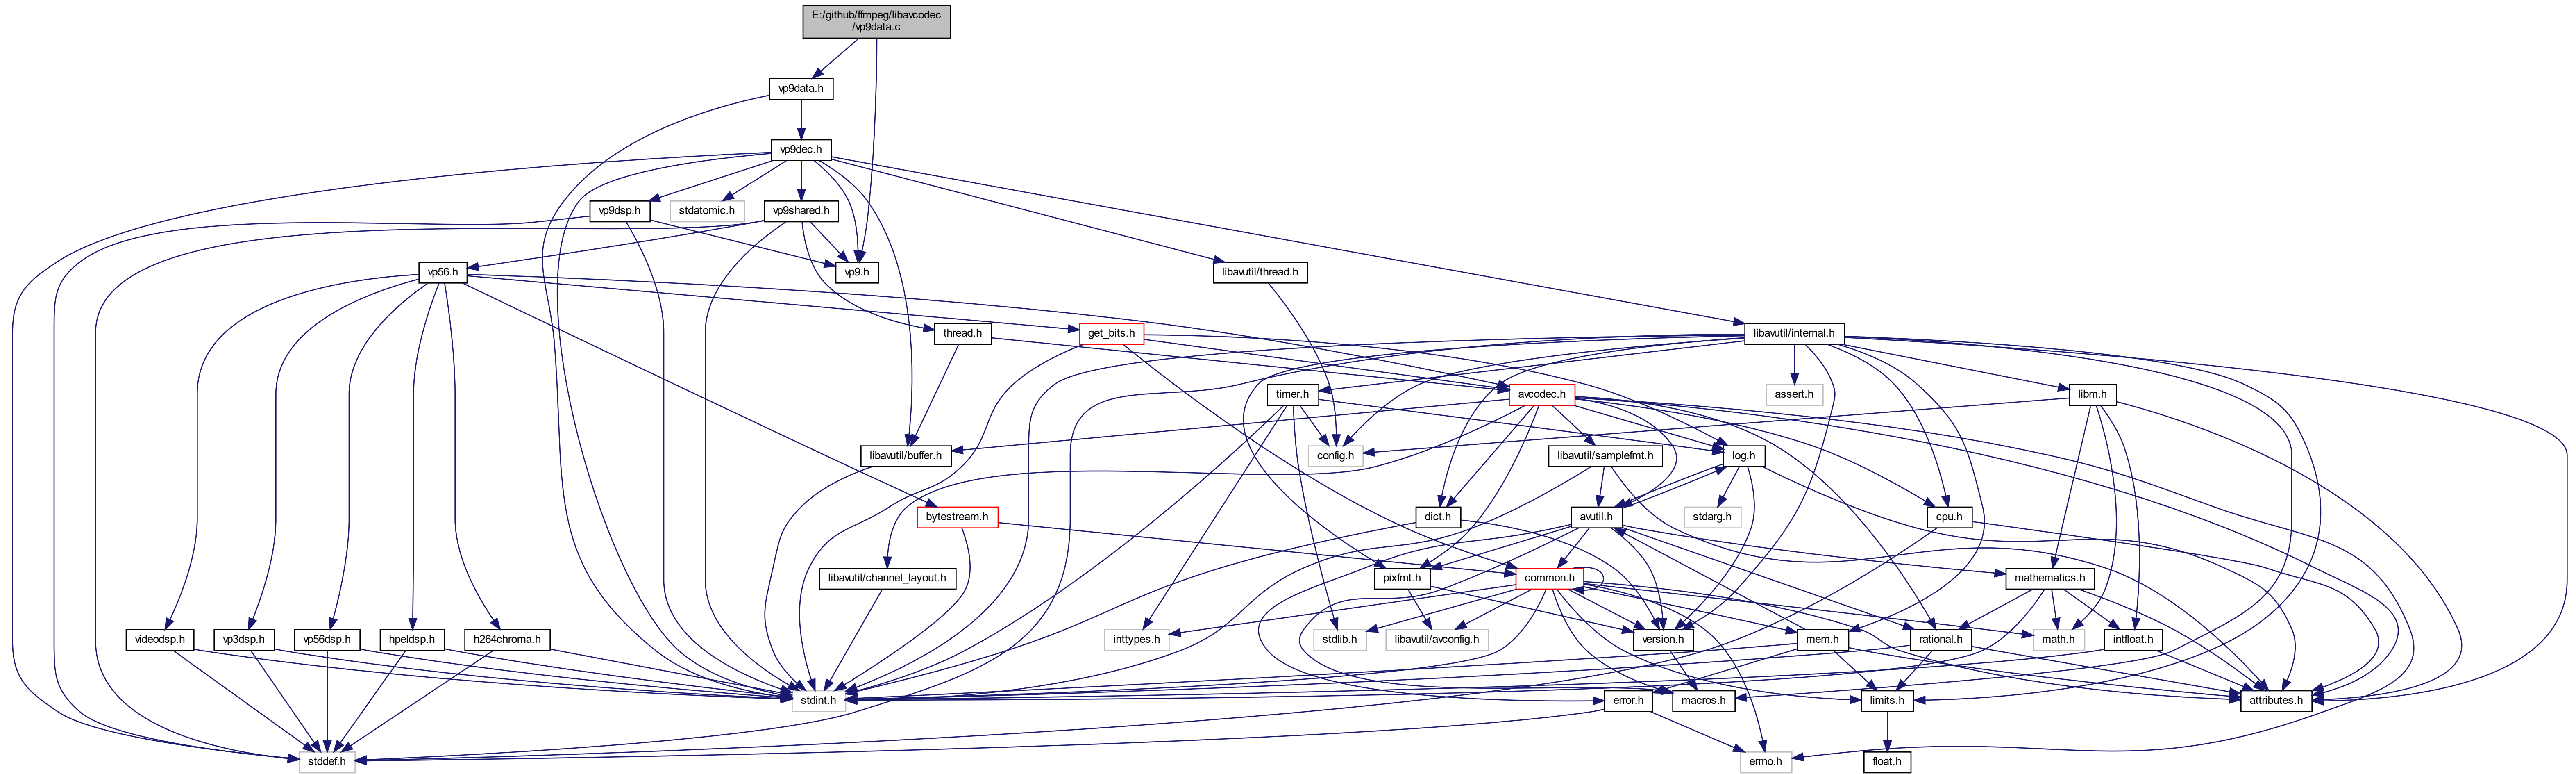 E:/github/ffmpeg/libavcodec
/vp9data.c
vp9data.h
vp9dec.h
vp9dsp.h
stdatomic.h
vp9shared.h
vp56.h
vp9.h
libavutil/thread.h
thread.h
get_bits.h
libavutil/internal.h
timer.h
avcodec.h
assert.h
libm.h
libavutil/buffer.h
config.h
libavutil/samplefmt.h
log.h
bytestream.h
dict.h
avutil.h
stdarg.h
cpu.h
libavutil/channel_layout.h
pixfmt.h
common.h
mathematics.h
videodsp.h
vp3dsp.h
vp56dsp.h
hpeldsp.h
h264chroma.h
inttypes.h
stdlib.h
libavutil/avconfig.h
version.h
mem.h
rational.h
math.h
intfloat.h
stdint.h
error.h
macros.h
limits.h
attributes.h
stddef.h
errno.h
float.h